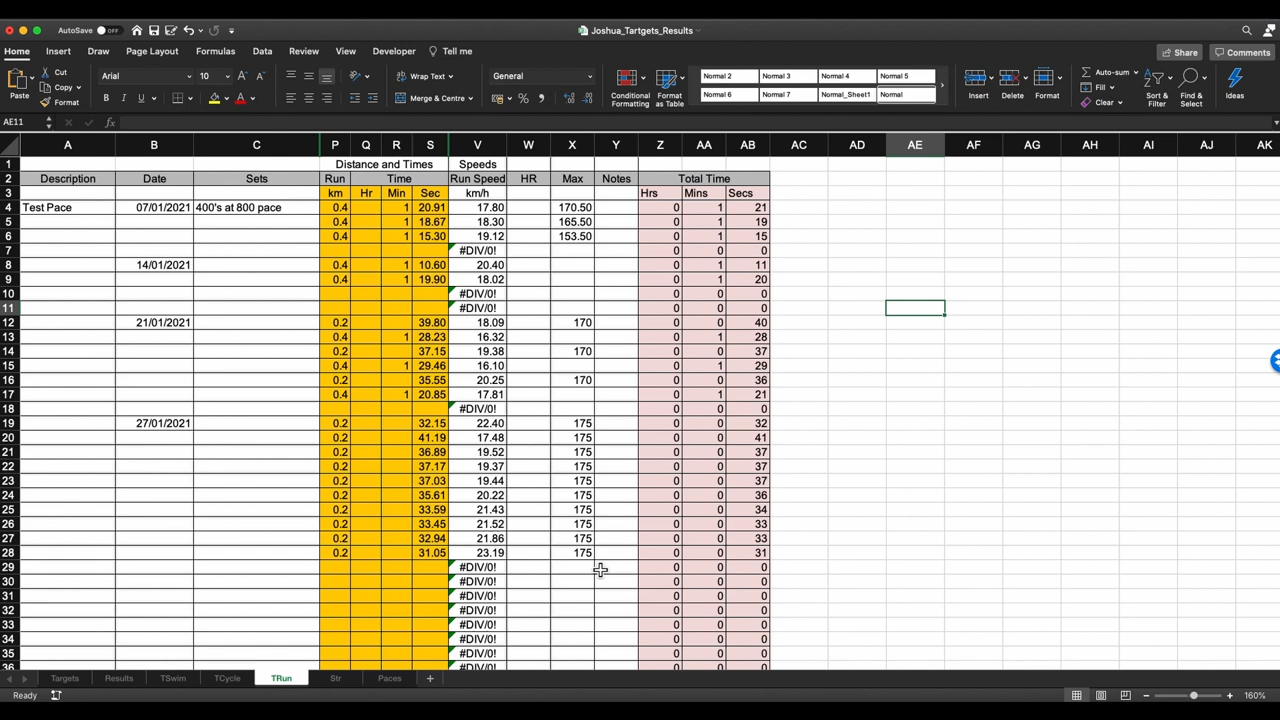 AutoSave OFF Joshua_Tartgets_Results
Home Insert Draw Page Layout Formulas Data Review View Developer Tell me Share Comments
Paste Cut Copy Format Arial 10 A A Wrap Text General Conditional Formatting Format as Table Normal 2 Normal 3 Normal 4 Normal 5 Insert Delete Format Auto-sum Fill Clear Sort & Filter Find & Select Ideas
B I U A Merge & Centre % Normal 6 Normal 7 Normal_Sheet1 Normal
AE11 fx
A B C P Q R S V W X Y Z AA AB AC AD AE AF AG AH AI AJ AK
1 Distance and Times Speeds
2 Description Date Sets Run Time Run Speed HR Max Notes Total Time
3 km Hr Min Sec km/h Hrs Mins Secs
4 Test Pace 07/01/2021 400's at 800 pace 0.4 1 20.91 17.80 170.50 0 1 21
5 0.4 1 18.67 18.30 165.50 0 1 19
6 0.4 1 15.30 19.12 153.50 0 1 15
7 #DIV/0! 0 0 0
8 14/01/2021 0.4 1 10.60 20.40 0 1 11
9 0.4 1 19.90 18.02 0 1 20
10 #DIV/0! 0 0 0
11 #DIV/0! 0 0 0
12 21/01/2021 0.2 39.80 18.09 170 0 0 40
13 0.4 1 28.23 16.32 0 1 28
14 0.2 37.15 19.38 170 0 0 37
15 0.4 1 29.46 16.10 0 1 29
16 0.2 35.55 20.25 170 0 0 36
17 0.4 1 20.85 17.81 0 1 21
18 #DIV/0! 0 0 0
19 27/01/2021 0.2 32.15 22.40 175 0 0 32
20 0.2 41.19 17.48 175 0 0 41
21 0.2 36.89 19.52 175 0 0 37
22 0.2 37.17 19.37 175 0 0 37
23 0.2 37.03 19.44 175 0 0 37
24 0.2 35.61 20.22 175 0 0 36
25 0.2 33.59 21.43 175 0 0 34
26 0.2 33.45 21.52 175 0 0 33
27 0.2 32.94 21.86 175 0 0 33
28 0.2 31.05 23.19 175 0 0 31
29 #DIV/0! 0 0 0
30 #DIV/0! 0 0 0
31 #DIV/0! 0 0 0
32 #DIV/0! 0 0 0
33 #DIV/0! 0 0 0
34 #DIV/0! 0 0 0
35 #DIV/0! 0 0 0
36 #DIV/0! 0 0 0
Targets Results TSwim TCycle TRun Str Paces +
Ready 160%